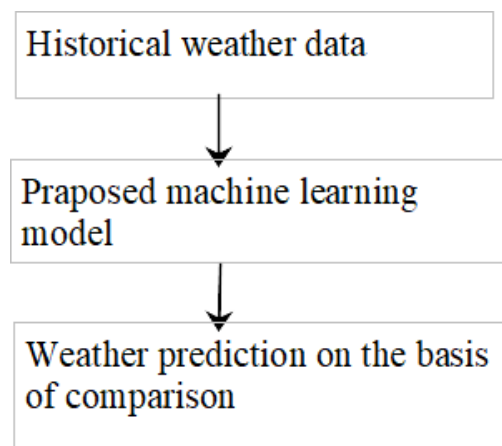 Historical weather data
Praposed machine learning
model
Weather prediction on the basis
of comparison